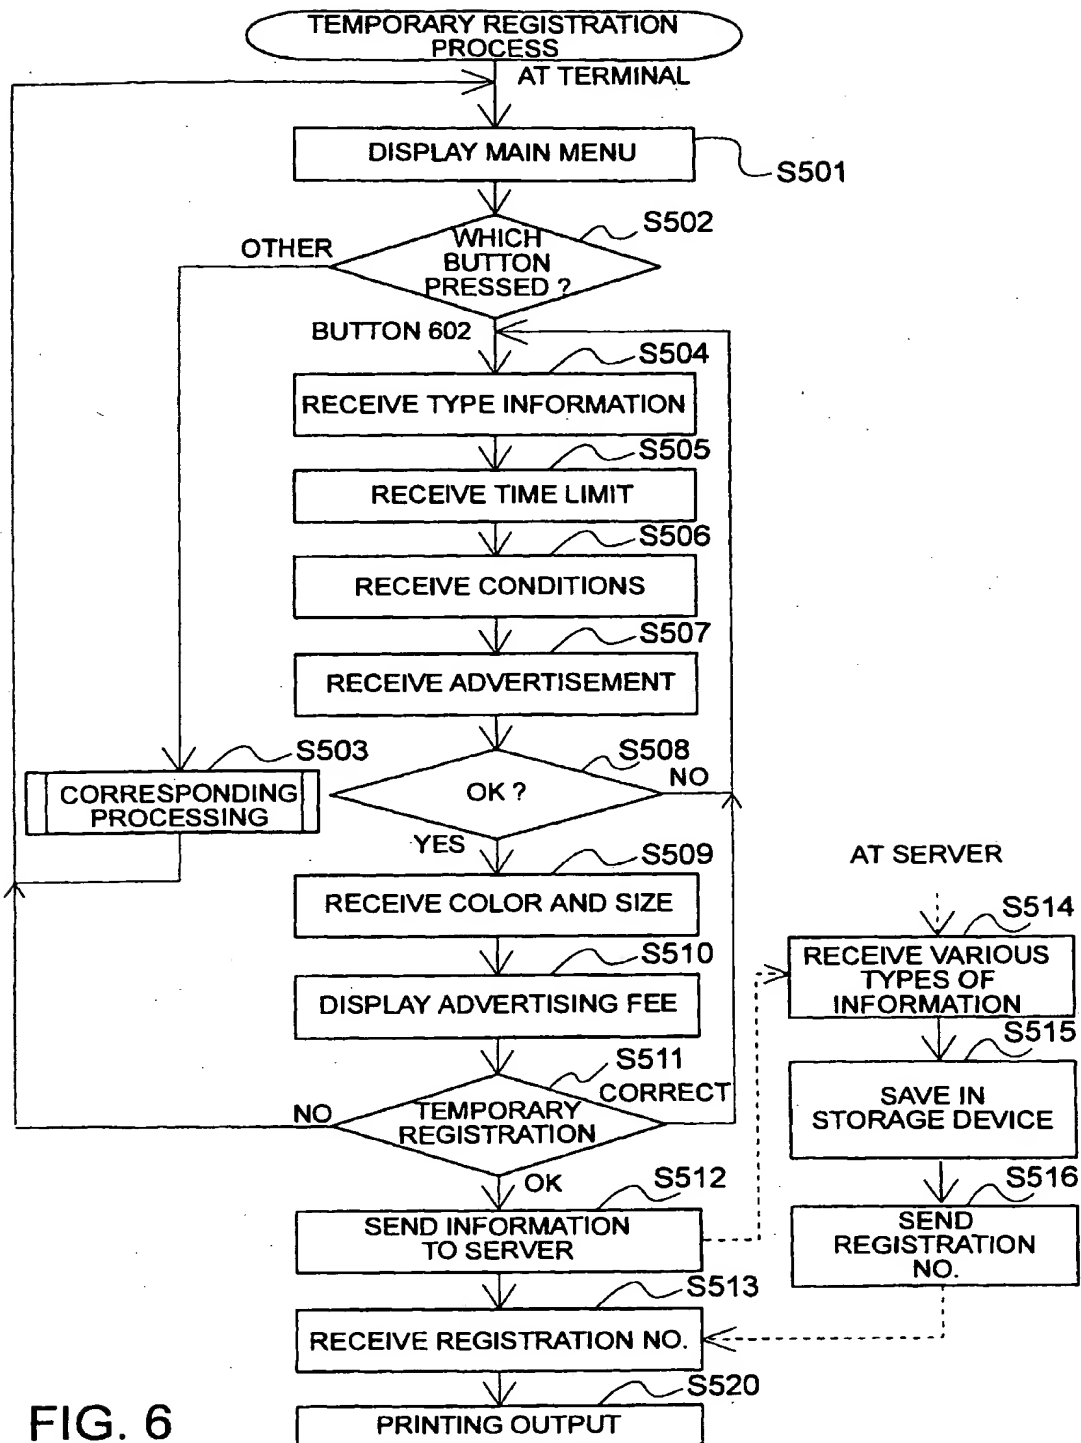 TEMPORARY REGISTRATION
PROCESS
AT TERMINAL
DISPLAY MAIN MENU
S501
S502
WHICH
BUTTON
PRESSED ?
OTHER
BUTTON 602
S504
RECEIVE TYPE INFORMATION
S505
RECEIVE TIME LIMIT
S506
RECEIVE CONDITIONS
S507
RECEIVE ADVERTISEMENT
S503
CORRESPONDING
PROCESSING
S508
OK ?
NO
YES
S509
RECEIVE COLOR AND SIZE
S510
DISPLAY ADVERTISING FEE
S511
TEMPORARY
REGISTRATION
NO
CORRECT
OK
S512
SEND INFORMATION
TO SERVER
AT SERVER
S514
RECEIVE VARIOUS
TYPES OF
INFORMATION
S515
SAVE IN
STORAGE DEVICE
S516
SEND
REGISTRATION
NO.
S513
RECEIVE REGISTRATION NO.
S520
PRINTING OUTPUT
FIG. 6